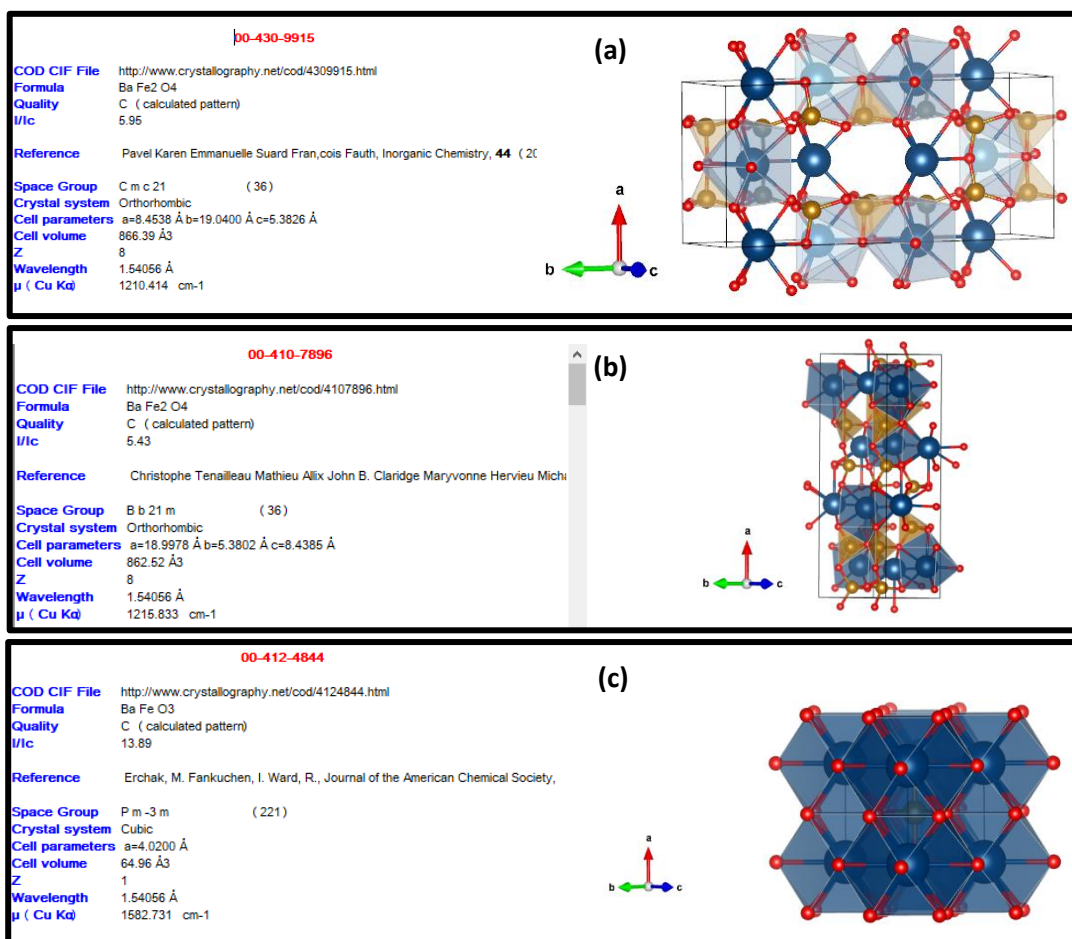 00-430-9915
(a)
COD CIF File http://www.crystallography.net/cod/4309915.html
Formula Ba Fe2 O4
Quality C ( calculated pattern)
I/Ic 5.95
Reference Pavel Karen Emmanuelle Suard Fran,cois Fauth, Inorganic Chemistry, 44 ( 20
Space Group C m c 21 ( 36)
Crystal system Orthorhombic
Cell parameters a=8.4538 Å b=19.0400 Å c=5.3826 Å
Cell volume 866.39 Å3
Z 8
Wavelength 1.54056 Å
µ ( Cu Kα) 1210.414 cm-1
a
b
c
00-410-7896
(b)
COD CIF File http://www.crystallography.net/cod/4107896.html
Formula Ba Fe2 O4
Quality C ( calculated pattern)
I/Ic 5.43
Reference Christophe Tenailleau Mathieu Allix John B. Claridge Maryvonne Hervieu Micha
Space Group B b 21 m ( 36)
Crystal system Orthorhombic
Cell parameters a=18.9978 Å b=5.3802 Å c=8.4385 Å
Cell volume 862.52 Å3
Z 8
Wavelength 1.54056 Å
µ ( Cu Kα) 1215.833 cm-1
a
b
c
00-412-4844
(c)
COD CIF File http://www.crystallography.net/cod/4124844.html
Formula Ba Fe O3
Quality C ( calculated pattern)
I/Ic 13.89
Reference Erchak, M. Fankuchen, I. Ward, R., Journal of the American Chemical Society,
Space Group P m -3 m ( 221)
Crystal system Cubic
Cell parameters a=4.0200 Å
Cell volume 64.96 Å3
Z 1
Wavelength 1.54056 Å
µ ( Cu Kα) 1582.731 cm-1
a
b
c